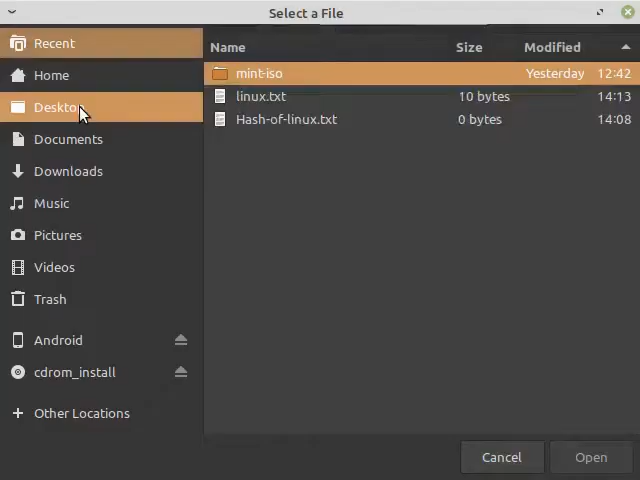 Select a File
Recent
Home
Desktop
Documents
Downloads
Music
Pictures
Videos
Trash
Android
cdrom_install
Other Locations
Name Size Modified
mint-iso Yesterday 12:42
linux.txt 10 bytes 14:13
Hash-of-linux.txt 0 bytes 14:08
Cancel Open